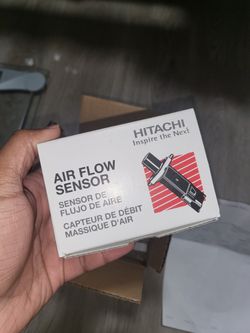 HITACHI
Inspire the Next
AIR FLOW
SENSOR
SENSOR DE
FLUJO DE AIRE
CAPTEUR DE DÉBIT
MASSIQUE D'AIR